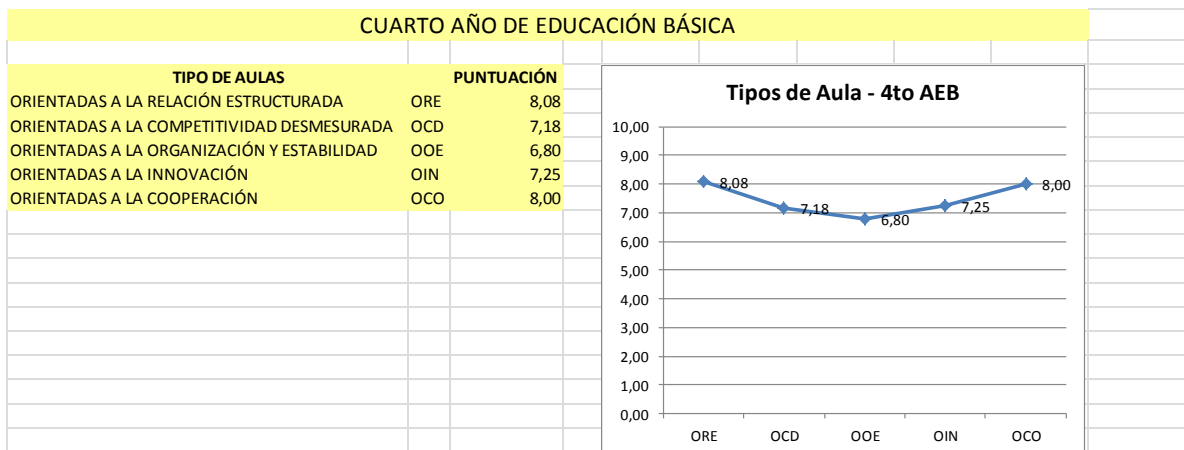 CUARTO AÑO DE EDUCACIÓN BÁSICA
TIPO DE AULAS PUNTUACIÓN
ORIENTADAS A LA RELACIÓN ESTRUCTURADA ORE 8,08
ORIENTADAS A LA COMPETITIVIDAD DESMESURADA OCD 7,18
ORIENTADAS A LA ORGANIZACIÓN Y ESTABILIDAD OOE 6,80
ORIENTADAS A LA INNOVACIÓN OIN 7,25
ORIENTADAS A LA COOPERACIÓN OCO 8,00
Tipos de Aula - 4to AEB
10,00
9,00
8,00
7,00
6,00
5,00
4,00
3,00
2,00
1,00
0,00
8,08
7,18
6,80
7,25
8,00
ORE OCD OOE OIN OCO